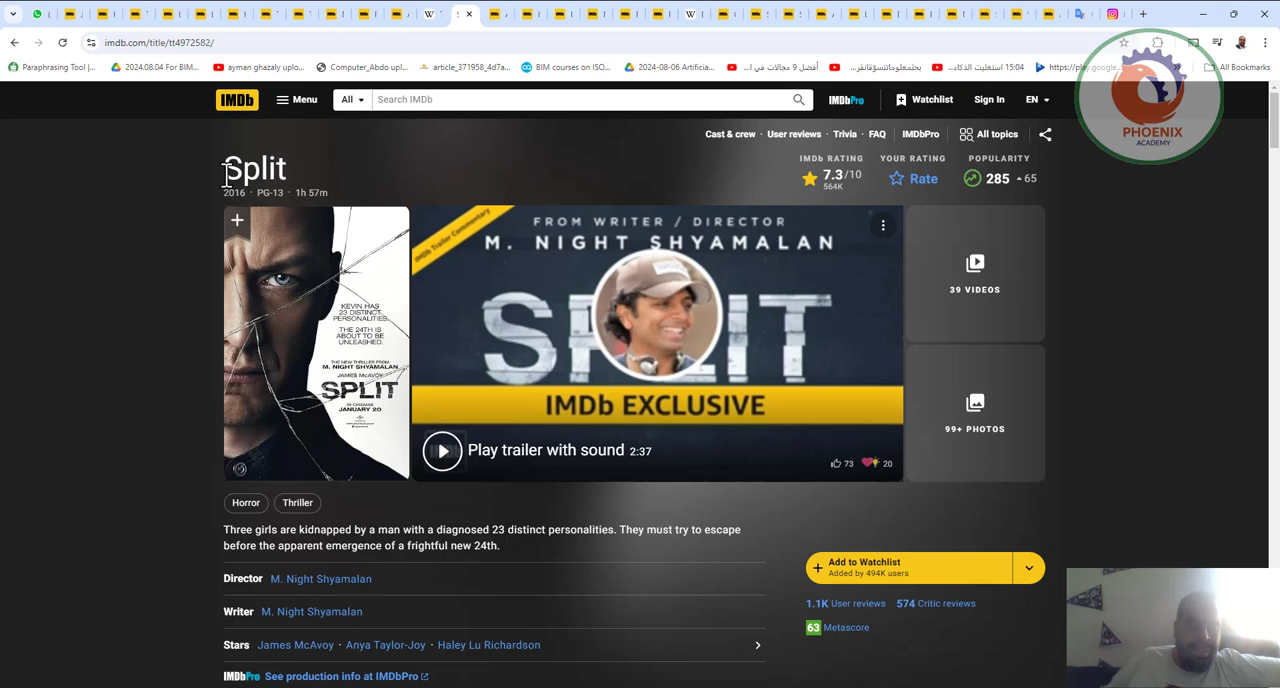 imdb.com/title/tt4972582/
Paraphrasing Tool |...
2024.08.04 For BIM...
ayman ghazaly uplo...
Computer_Abdo upl...
article_371958_4d7a...
BIM courses on ISO...
2024-08-06 Artificia...
أفضل 9 مجالات في ا...
15:04 استغليت الذكاء...
https://play.google...
All Bookmarks
PHOENIX
ACADEMY
IMDb
Menu
All
Search IMDb
IMDbPro
Watchlist
Sign In
EN
Cast & crew · User reviews · Trivia · FAQ
IMDbPro
All topics
Split
2016 · PG-13 · 1h 57m
IMDb RATING
7.3/10
564K
YOUR RATING
Rate
POPULARITY
285
65
KEVIN HAS
23 DISTINCT
PERSONALITIES.
THE 24TH IS
ABOUT TO BE
UNLEASHED.
THE NEW THRILLER FROM
M. NIGHT SHYAMALAN
JAMES McAVOY
SPLIT
IN CINEMAS
JANUARY 20
IMDb Trailer Commentary
FROM WRITER / DIRECTOR
M. NIGHT SHYAMALAN
SPLIT
IMDb EXCLUSIVE
Play trailer with sound 2:37
73
20
39 VIDEOS
99+ PHOTOS
Horror
Thriller
Three girls are kidnapped by a man with a diagnosed 23 distinct personalities. They must try to escape
before the apparent emergence of a frightful new 24th.
Director M. Night Shyamalan
Writer M. Night Shyamalan
Stars James McAvoy · Anya Taylor-Joy · Haley Lu Richardson
IMDbPro See production info at IMDbPro
Add to Watchlist
Added by 494K users
1.1K User reviews
574 Critic reviews
63 Metascore